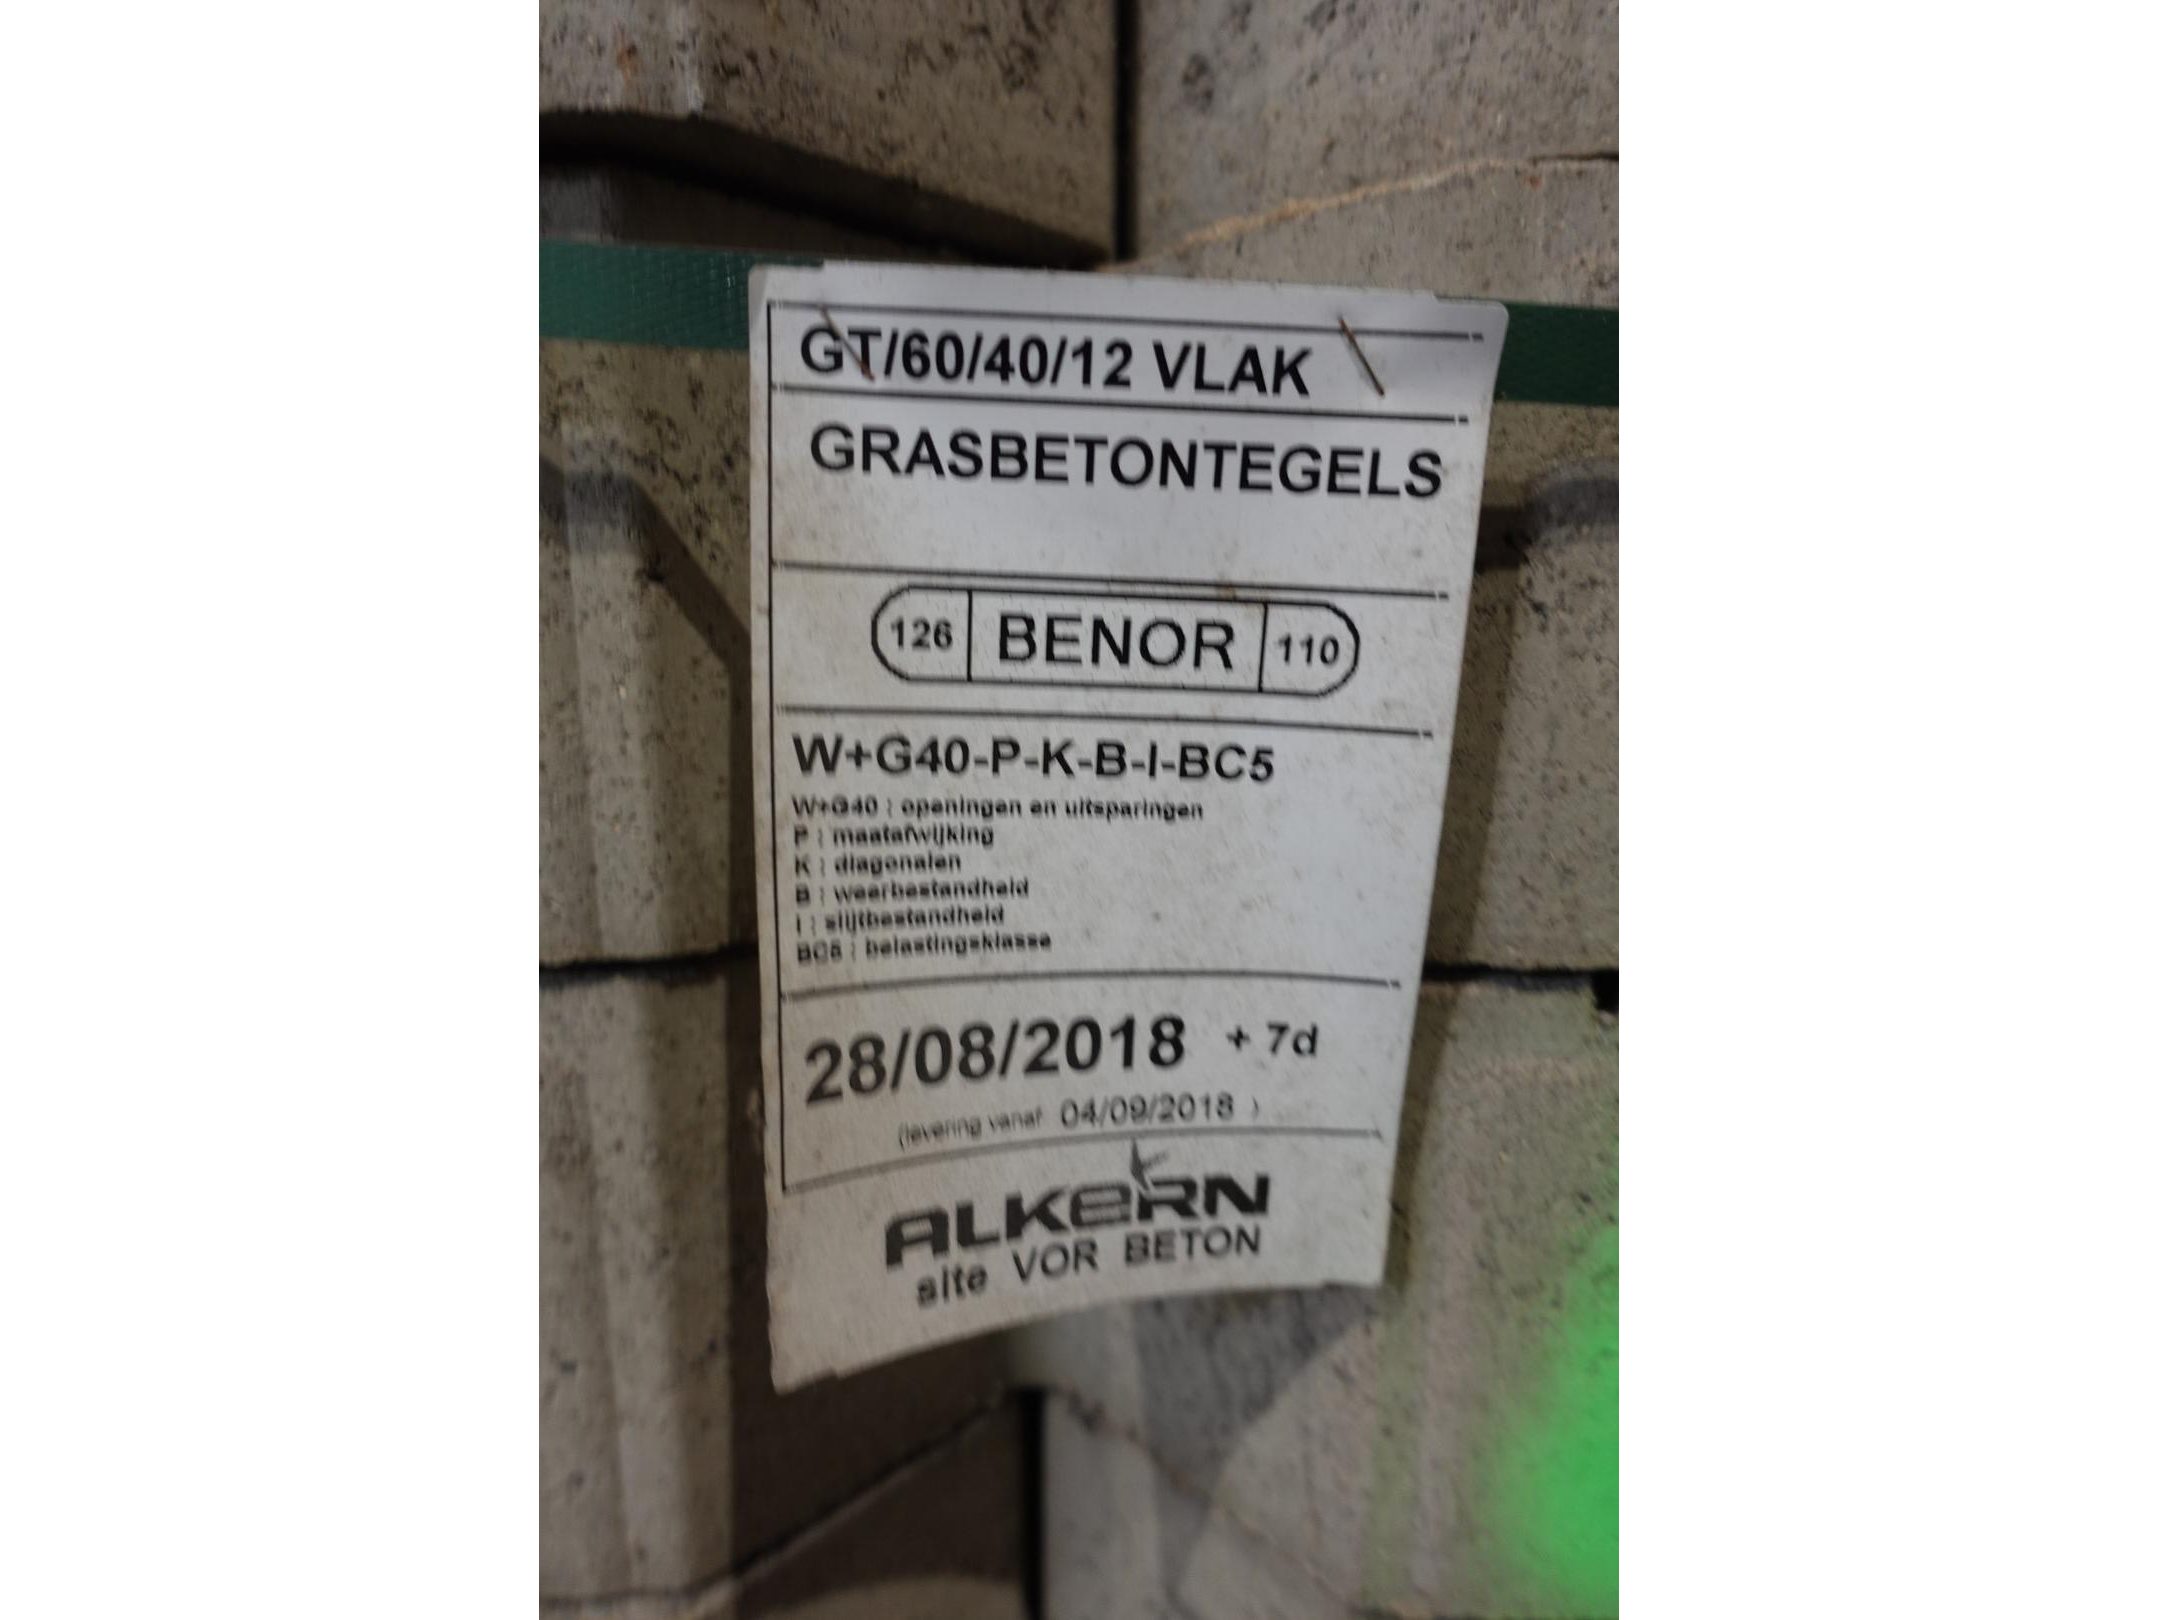 GT/60/40/12 VLAK
GRASBETONTEGELS
126 BENOR 110
W+G40-P-K-B-I-BC5
W+G40 : openingen en uitsparingen
P : maatafwijking
K : diagonalen
B : weerbestandheid
I : slijtbestandheid
BC5 : belastingsklasse
28/08/2018 + 7d
(levering vanaf 04/09/2018 )
ALKERN
site VOR BETON